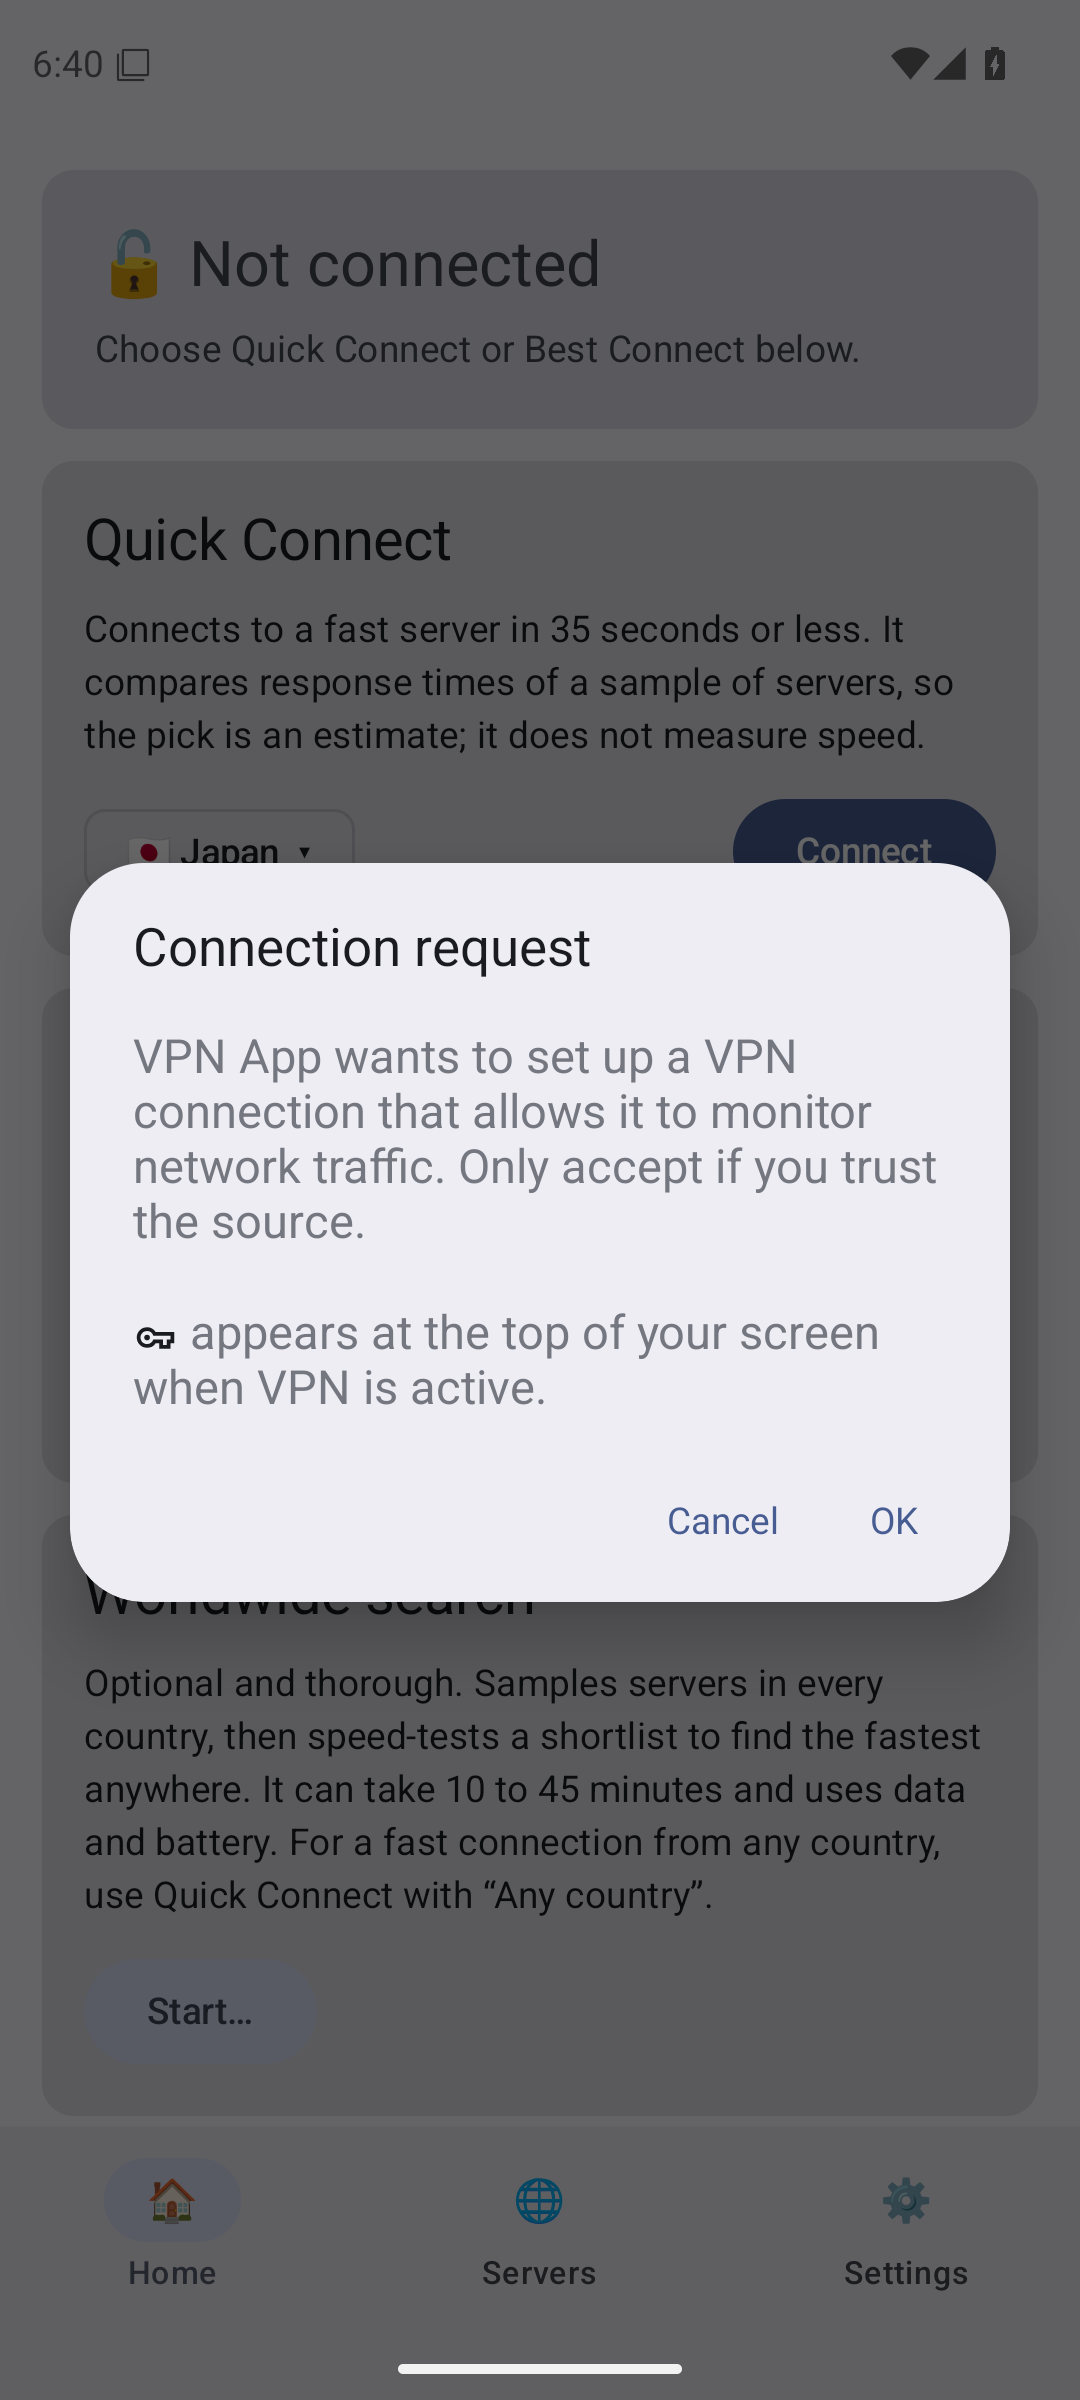 6:40
Not connected
Choose Quick Connect or Best Connect below.
Quick Connect
Connects to a fast server in 35 seconds or less. It
compares response times of a sample of servers, so
the pick is an estimate; it does not measure speed.
Japan
Connect
Connection request
VPN App wants to set up a VPN
connection that allows it to monitor
network traffic. Only accept if you trust
the source.
appears at the top of your screen
when VPN is active.
Cancel
OK
Worldwide search
Optional and thorough. Samples servers in every
country, then speed-tests a shortlist to find the fastest
anywhere. It can take 10 to 45 minutes and uses data
and battery. For a fast connection from any country,
use Quick Connect with “Any country”.
Start…
Home
Servers
Settings